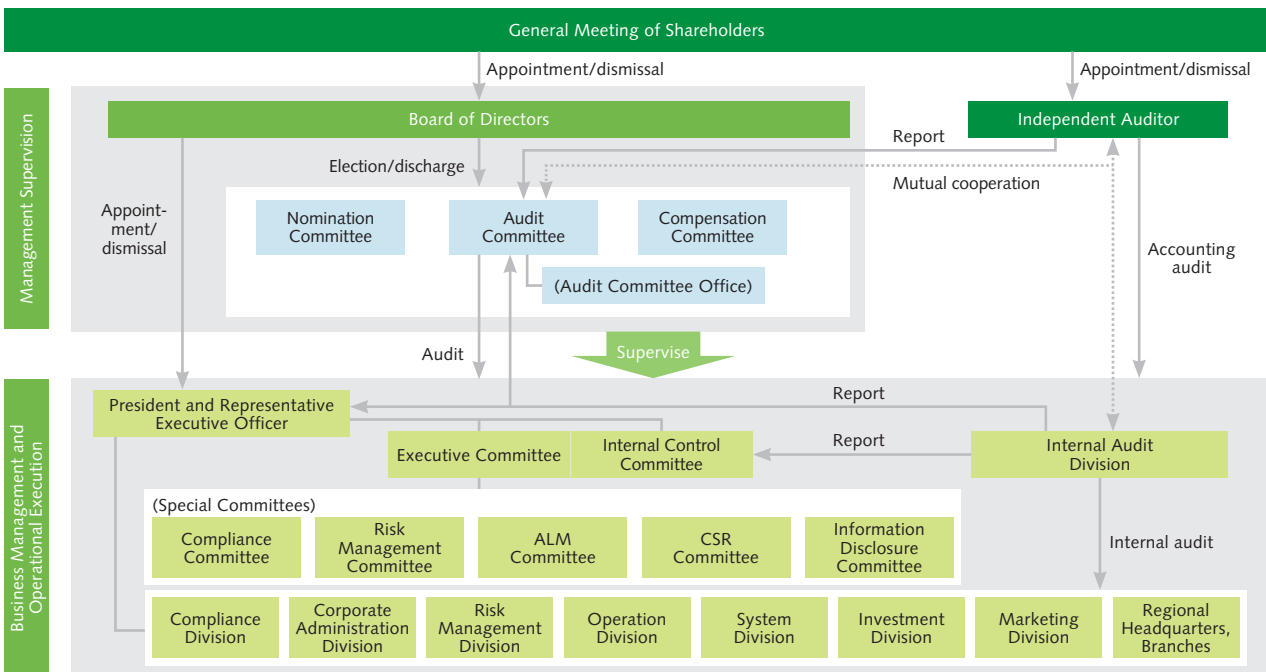 General Meeting of Shareholders
Appointment/dismissal
Appointment/dismissal
Management Supervision
Board of Directors
Independent Auditor
Report
Election/discharge
Mutual cooperation
Appoint-
ment/
dismissal
Nomination
Committee
Audit
Committee
Compensation
Committee
Accounting
audit
(Audit Committee Office)
Audit
Supervise
Business Management and
Operational Execution
President and Representative
Executive Officer
Report
Executive Committee
Internal Control
Committee
Report
Internal Audit
Division
(Special Committees)
Compliance
Committee
Risk
Management
Committee
ALM
Committee
CSR
Committee
Information
Disclosure
Committee
Internal audit
Compliance
Division
Corporate
Administration
Division
Risk
Management
Division
Operation
Division
System
Division
Investment
Division
Marketing
Division
Regional
Headquarters,
Branches